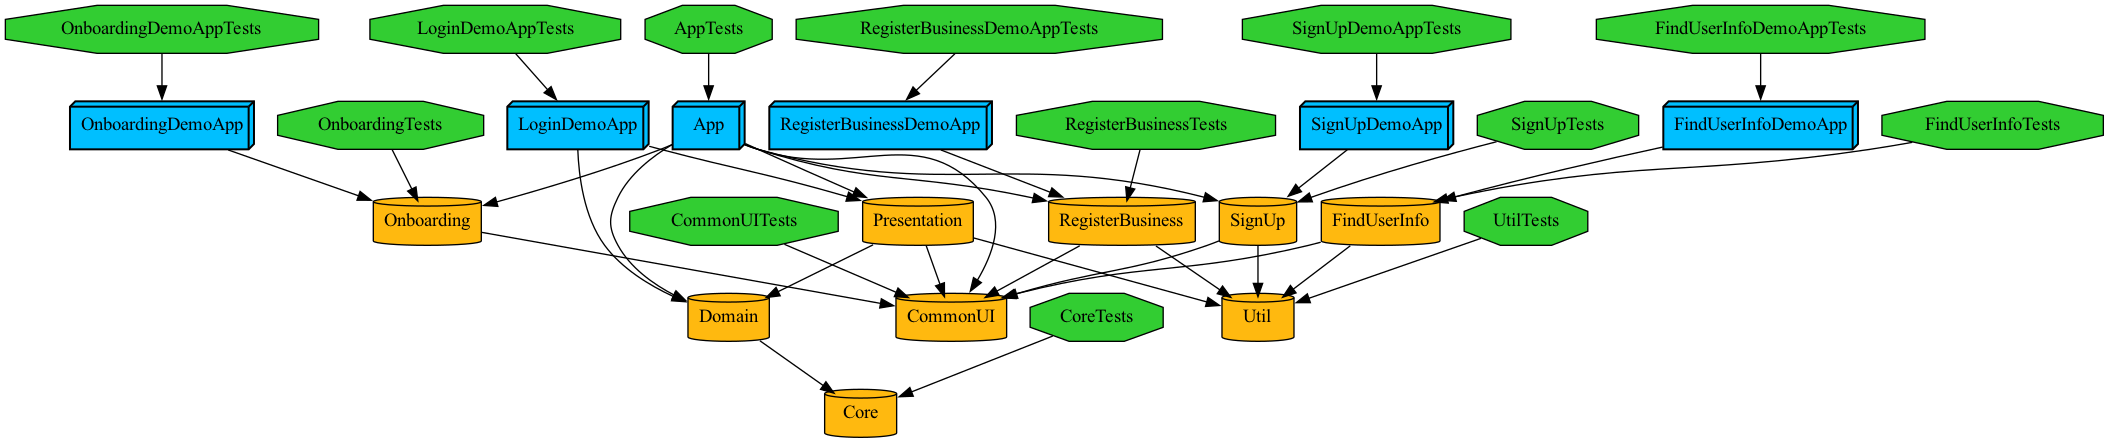 OnboardingDemoAppTests
LoginDemoAppTests
AppTests
RegisterBusinessDemoAppTests
SignUpDemoAppTests
FindUserInfoDemoAppTests
OnboardingDemoApp
OnboardingTests
LoginDemoApp
App
RegisterBusinessDemoApp
RegisterBusinessTests
SignUpDemoApp
SignUpTests
FindUserInfoDemoApp
FindUserInfoTests
Onboarding
CommonUITests
Presentation
RegisterBusiness
SignUp
FindUserInfo
UtilTests
Domain
CommonUI
CoreTests
Util
Core